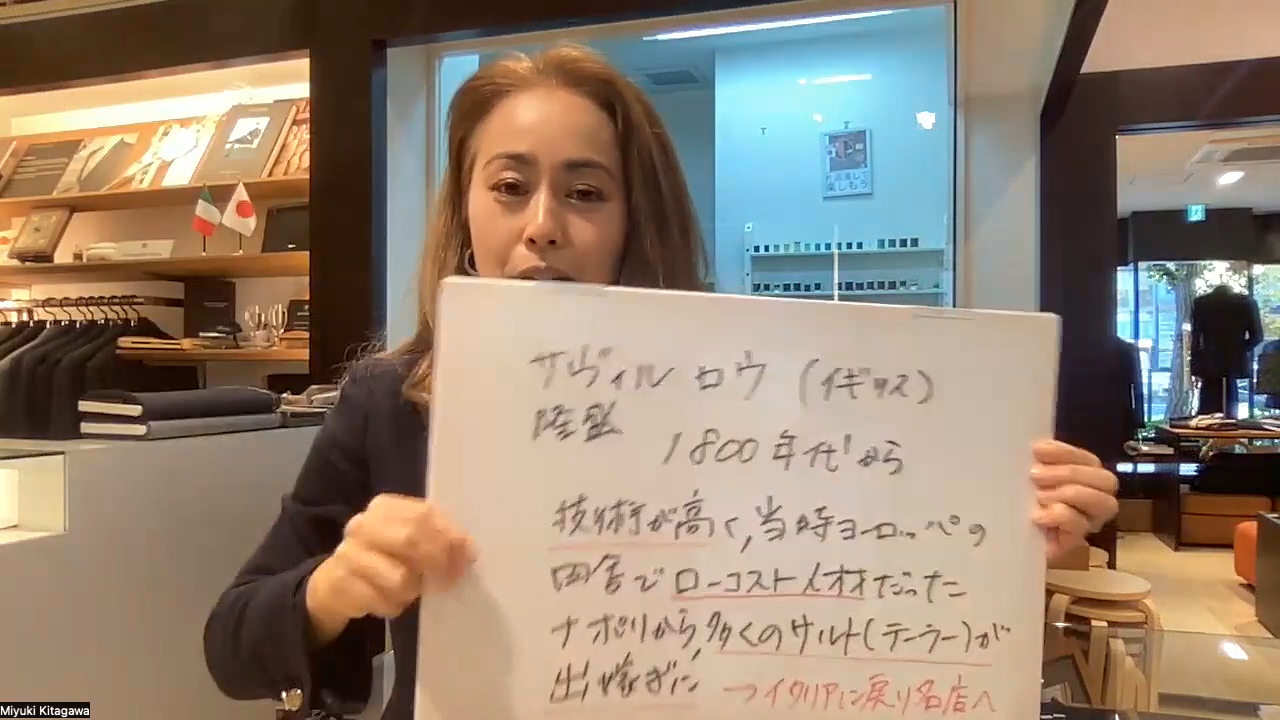 サヴィル ロウ (イギリス)
隆盛
1800年代から
技術が高く,当時ヨーロッパの
田舎でローコスト人材だった
ナポリから,多くのサルト(テーラー)が
出稼ぎに
→イタリアに戻り名店へ
楽しもう
Miyuki Kitagawa